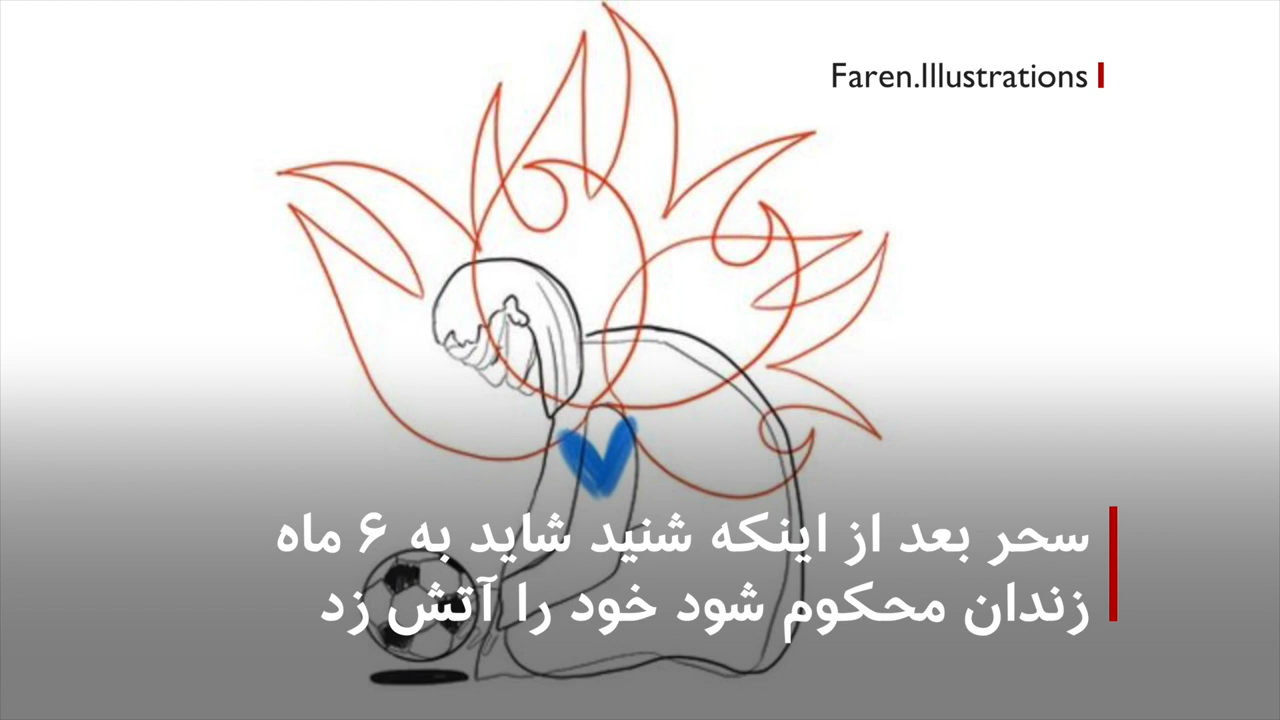 Faren.Illustrations
سحر بعد از اینکه شنید شاید به ۶ ماه
زندان محکوم شود خود را آتش زد